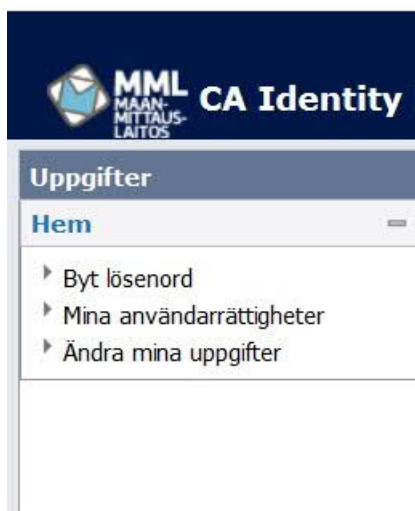 MML
MAAN-
MITTAUS-
LAITOS
CA Identity
Uppgifter
Hem
Byt lösenord
Mina användarrättigheter
Ändra mina uppgifter